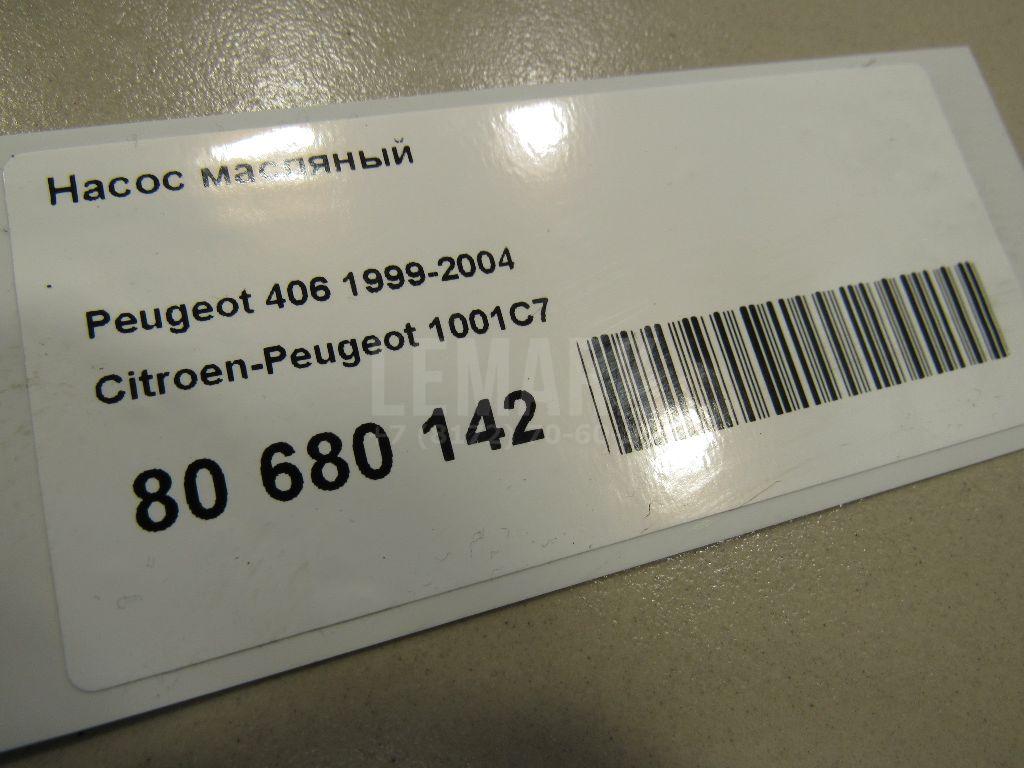 Насос масляный
Peugeot 406 1999-2004
Citroen-Peugeot 1001C7
80 680 142